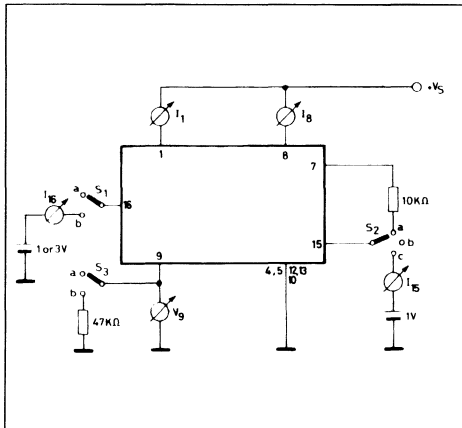 +VS
I1
I8
1
8
7
I16
a
S1
16
b
10KΩ
S2
a
b
15
c
1 or 3V
9
4, 5
12,13
10
a
S3
b
I15
V9
47KΩ
1V